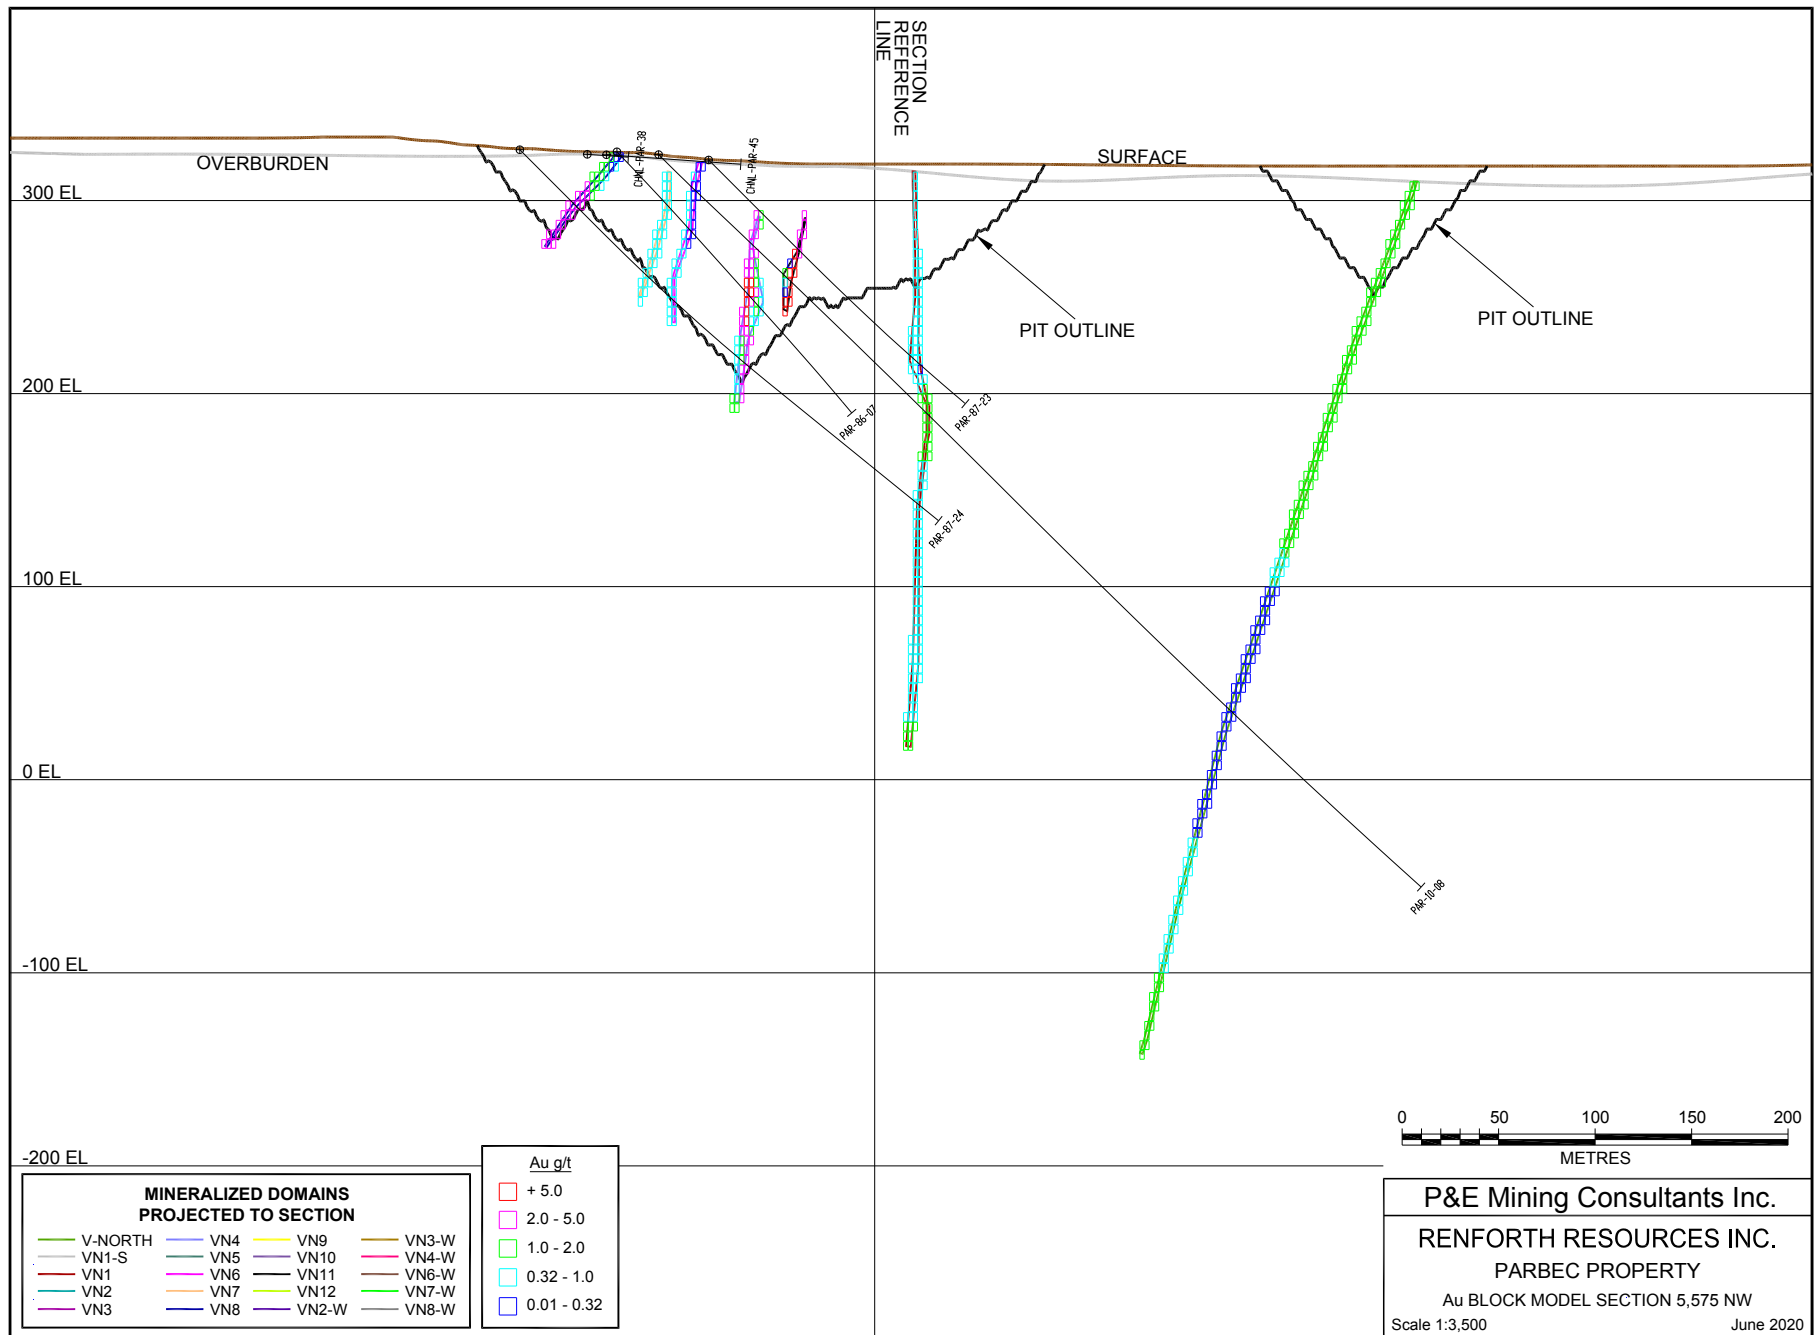 SECTION
REFERENCE
LINE
OVERBURDEN
CHNL-PAR-38
CHNL-PAR-45
SURFACE
300 EL
PIT OUTLINE
PIT OUTLINE
200 EL
PAR-86-07
PAR-87-23
PAR-87-24
100 EL
0 EL
PAR-10-08
-100 EL
-200 EL
0 50 100 150 200
METRES
MINERALIZED DOMAINS
PROJECTED TO SECTION
V-NORTH VN4 VN9 VN3-W
VN1-S VN5 VN10 VN4-W
VN1 VN6 VN11 VN6-W
VN2 VN7 VN12 VN7-W
VN3 VN8 VN2-W VN8-W
Au g/t
+ 5.0
2.0 - 5.0
1.0 - 2.0
0.32 - 1.0
0.01 - 0.32
P&E Mining Consultants Inc.
RENFORTH RESOURCES INC.
PARBEC PROPERTY
Au BLOCK MODEL SECTION 5,575 NW
Scale 1:3,500 June 2020